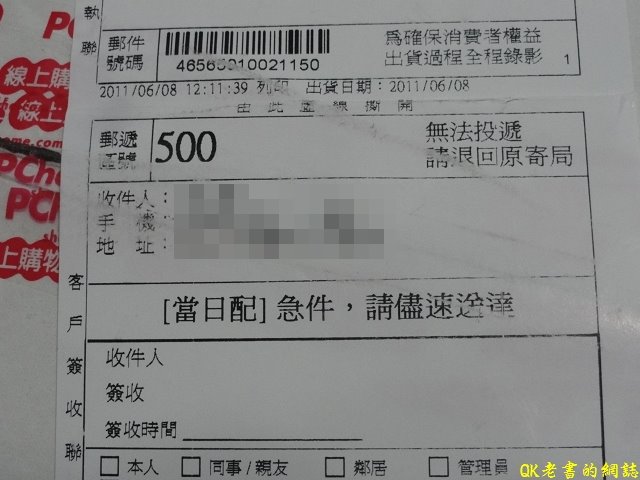 執
聯
郵件
號碼
46565010021150
為確保消費者權益
出貨過程全程錄影 1
2011/06/08 12:11:39 列印 出貨日期：2011/06/08
由 此 虛 線 撕 開
郵遞
區號
500
無法投遞
請退回原寄局
收件人：
手 機：
地 址：
[當日配] 急件，請儘速送達
客戶簽收聯
收件人
簽收
簽收時間
本人 同事/親友 鄰居 管理員
線上購
線上購
PCho
me.com
PC
上購物
QK老書的網誌